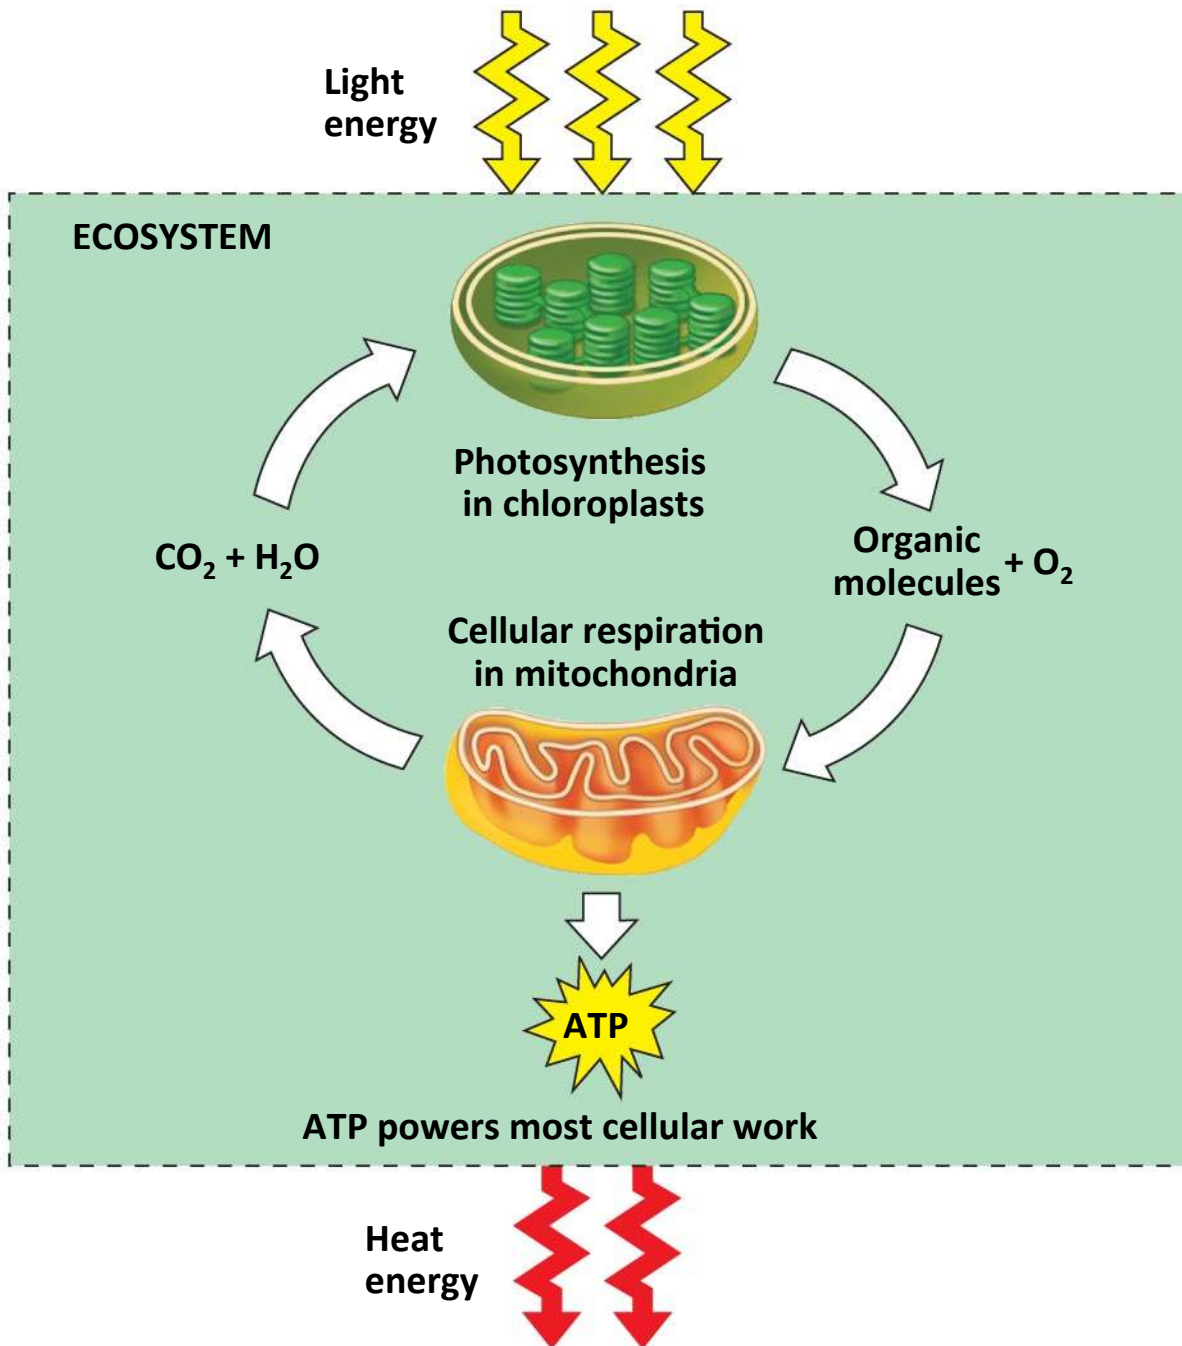 Light
energy
ECOSYSTEM
Photosynthesis
in chloroplasts
CO₂ + H₂O
Organic
molecules + O₂
Cellular respiration
in mitochondria
ATP
ATP powers most cellular work
Heat
energy